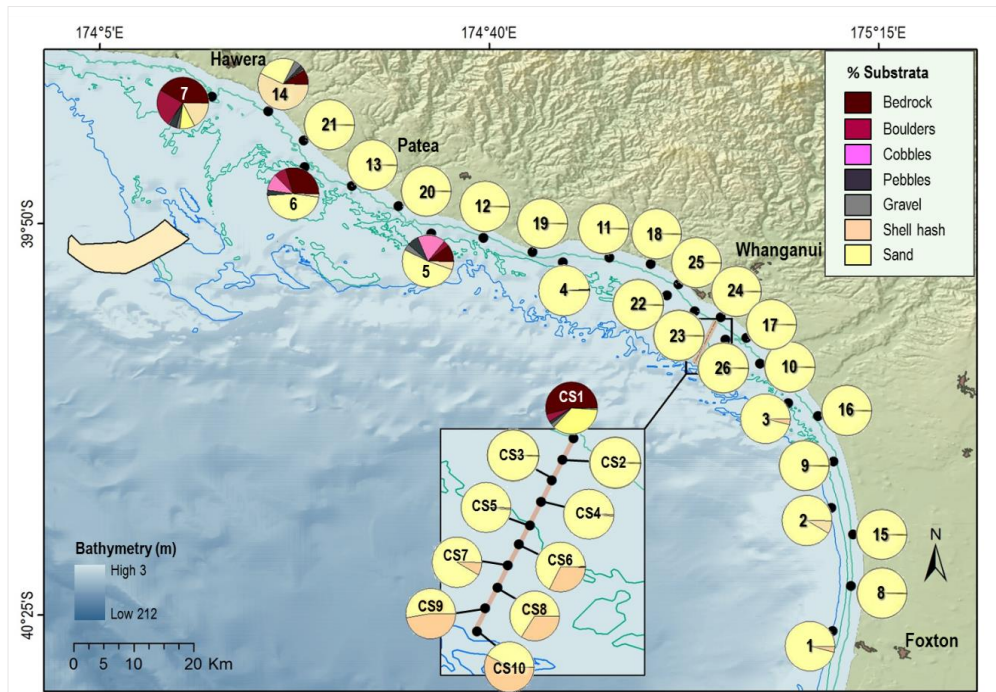 174°5'E
174°40'E
175°15'E
Hawera
7
14
21
Patea
13
6
20
12
19
11
18
39°50'S
5
4
25
Whanganui
22
24
23
17
26
10
3
16
9
2
15
8
1
Foxton
40°25'S
% Substrata
Bedrock
Boulders
Cobbles
Pebbles
Gravel
Shell hash
Sand
CS1
CS3
CS2
CS5
CS4
CS7
CS6
CS9
CS8
CS10
Bathymetry (m)
High 3
Low 212
0 5 10 20 Km
N